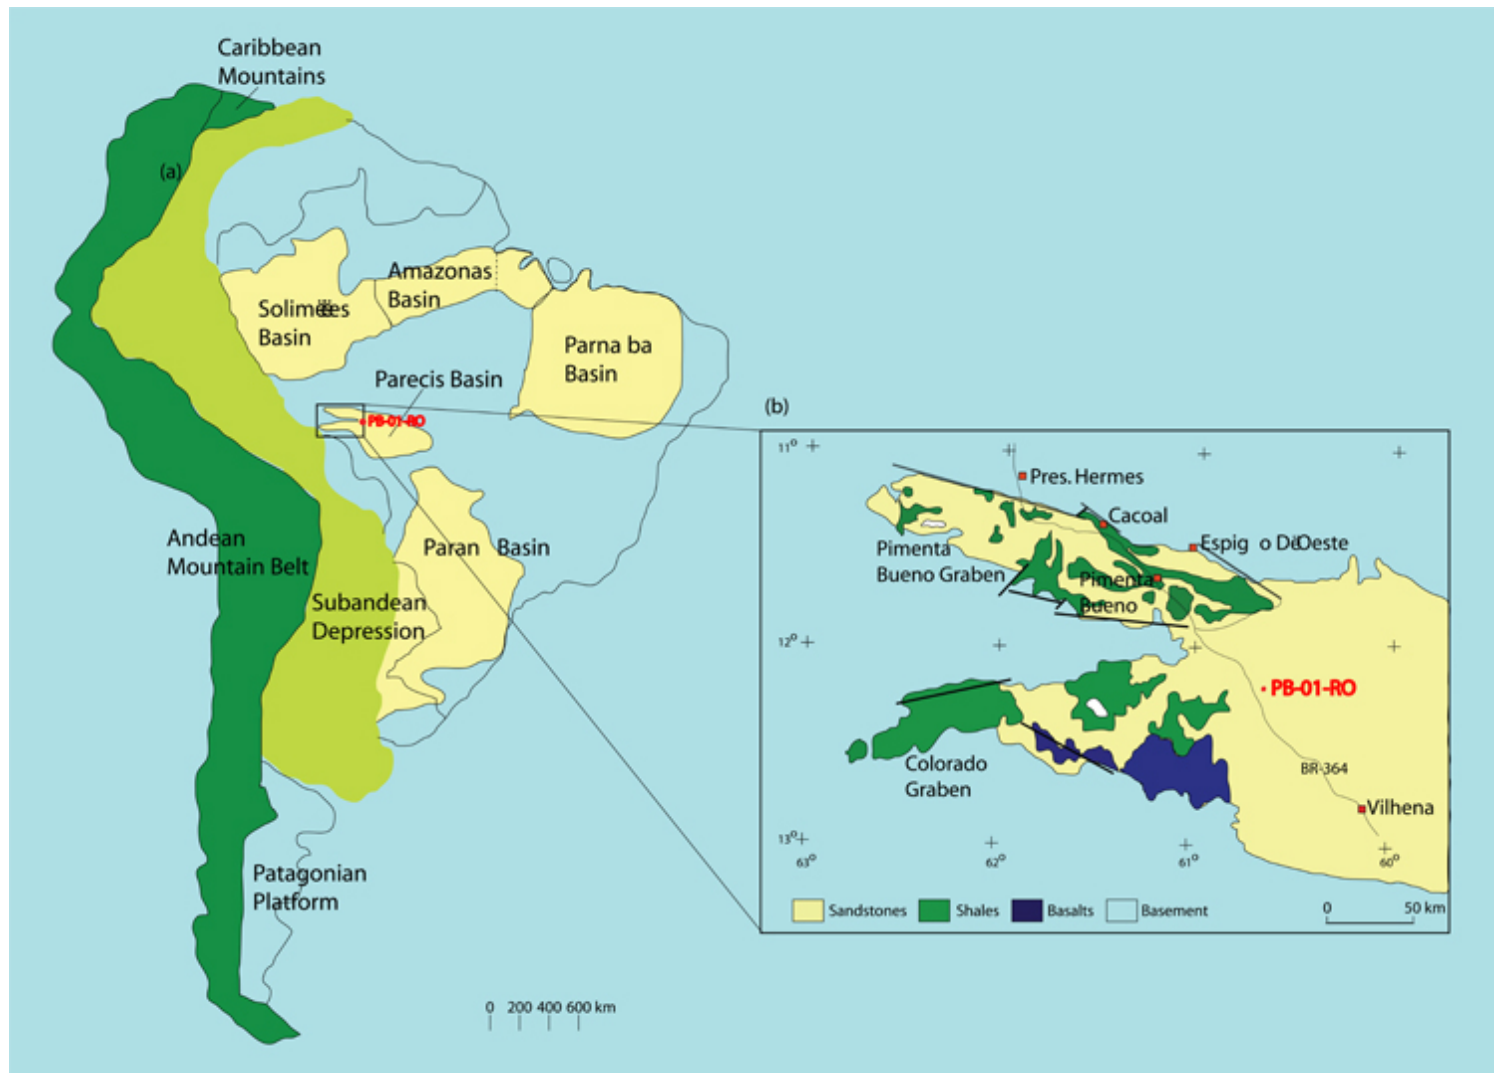 Caribbean
Mountains
(a)
Amazonas
Basin
Basin
Parna ba
Basin
Parecis Basin
PB-01-RO
Andean
Mountain Belt
Paran Basin
Subandean
Depression
Patagonian
Platform
0 200 400 600 km
(b)
11°
Pres. Hermes
Cacoal
Espig o Oeste
Pimenta
Bueno Graben
Pimenta
Bueno
12°
PB-01-RO
Colorado
Graben
BR-364
Vilhena
13°
63° 62° 61° 60°
Sandstones Shales Basalts Basement
0 50 km